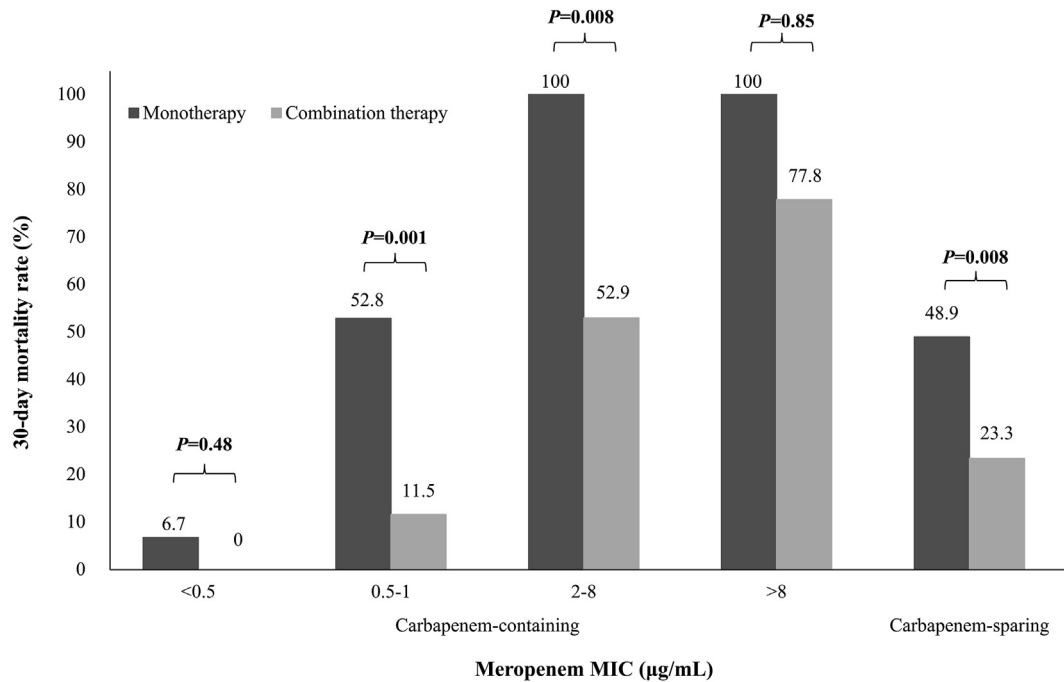 P=0.008
P=0.85
100
100
100
Monotherapy
Combination therapy
90
80
77.8
70
P=0.001
P=0.008
60
52.8
52.9
50
48.9
40
30
P=0.48
23.3
20
11.5
10
6.7
0
0
30-day mortality rate (%)
<0.5
0.5-1
2-8
>8
Carbapenem-containing
Carbapenem-sparing
Meropenem MIC (µg/mL)